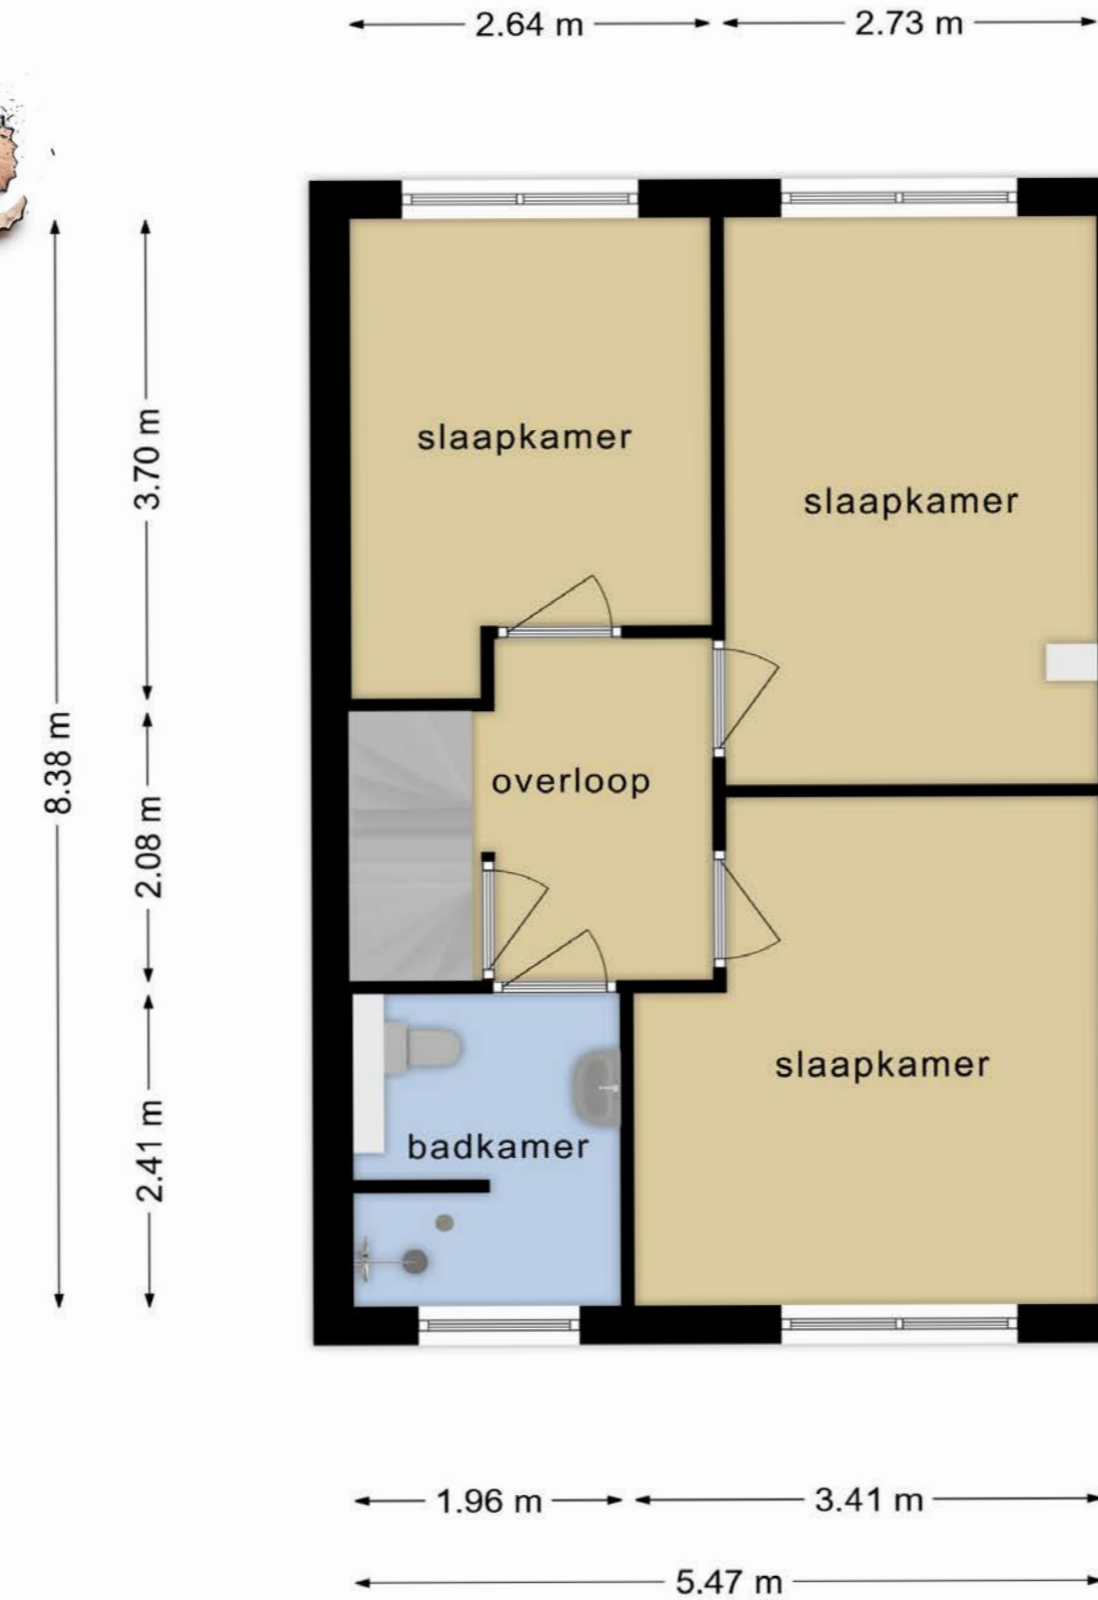 2.64 m
2.73 m
3.70 m
8.38 m
2.08 m
2.41 m
slaapkamer
slaapkamer
overloop
slaapkamer
badkamer
1.96 m
3.41 m
5.47 m